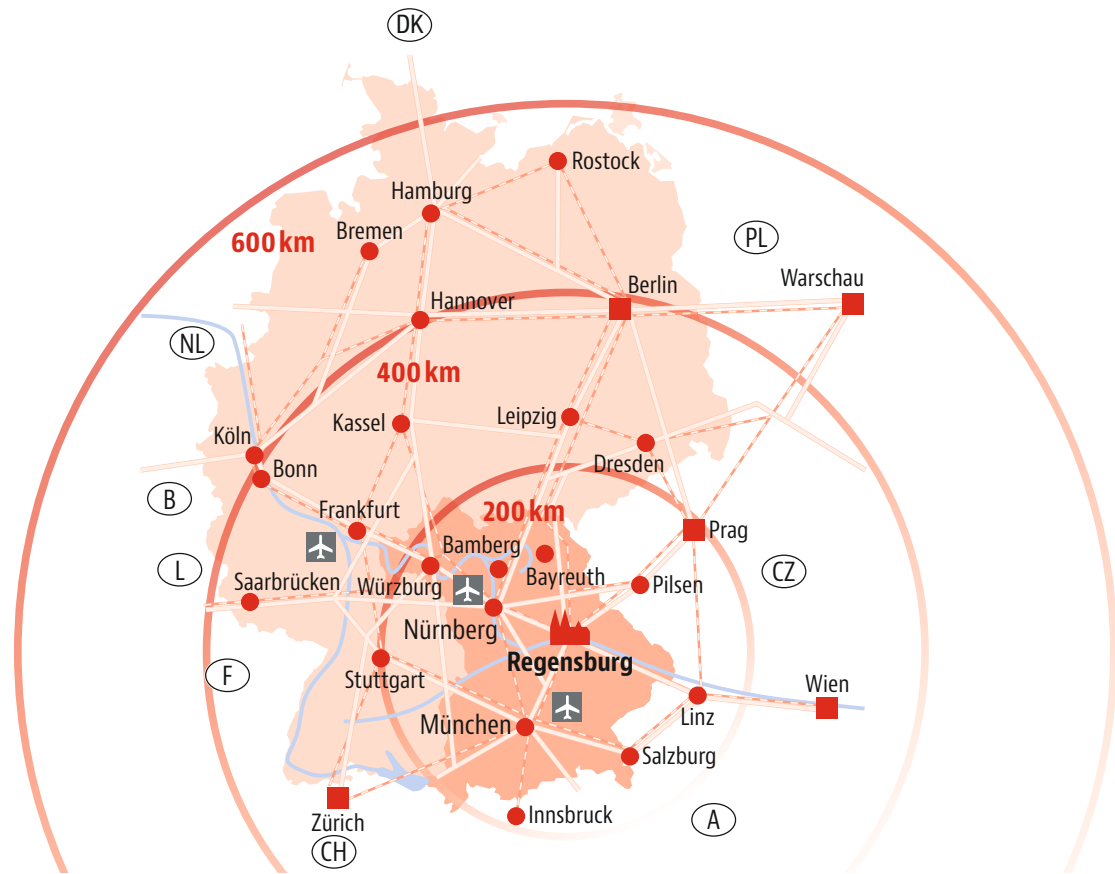 DK
Rostock
Hamburg
600 km
Bremen
PL
Berlin
Warschau
Hannover
NL
400 km
Leipzig
Kassel
Köln
Bonn
Dresden
B
Frankfurt
200 km
Prag
Bamberg
L
CZ
Saarbrücken
Würzburg
Bayreuth
Pilsen
Nürnberg
Regensburg
F
Stuttgart
Wien
München
Linz
Salzburg
Zürich
Innsbruck
A
CH